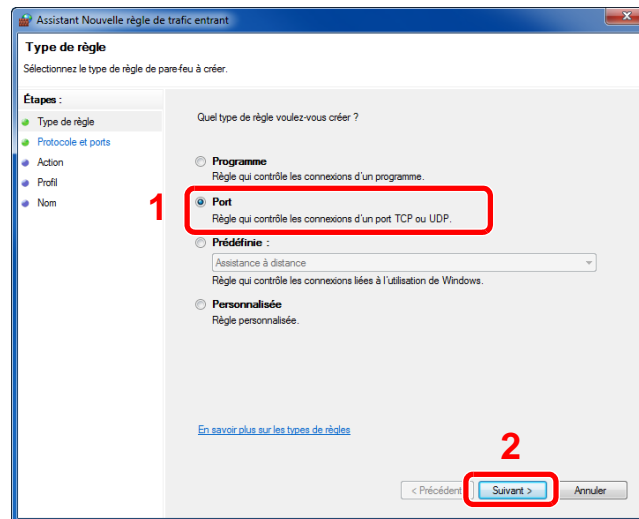 Assistant Nouvelle règle de trafic entrant
Type de règle
Sélectionnez le type de règle de pare-feu à créer.
Étapes :
Type de règle
Protocole et ports
Action
Profil
Nom
Quel type de règle voulez-vous créer ?
Programme
Règle qui contrôle les connexions d'un programme.
1
Port
Règle qui contrôle les connexions d'un port TCP ou UDP.
Prédéfinie :
Assistance à distance
Règle qui contrôle les connexions liées à l'utilisation de Windows.
Personnalisée
Règle personnalisée.
En savoir plus sur les types de règles
2
< Précédent
Suivant >
Annuler